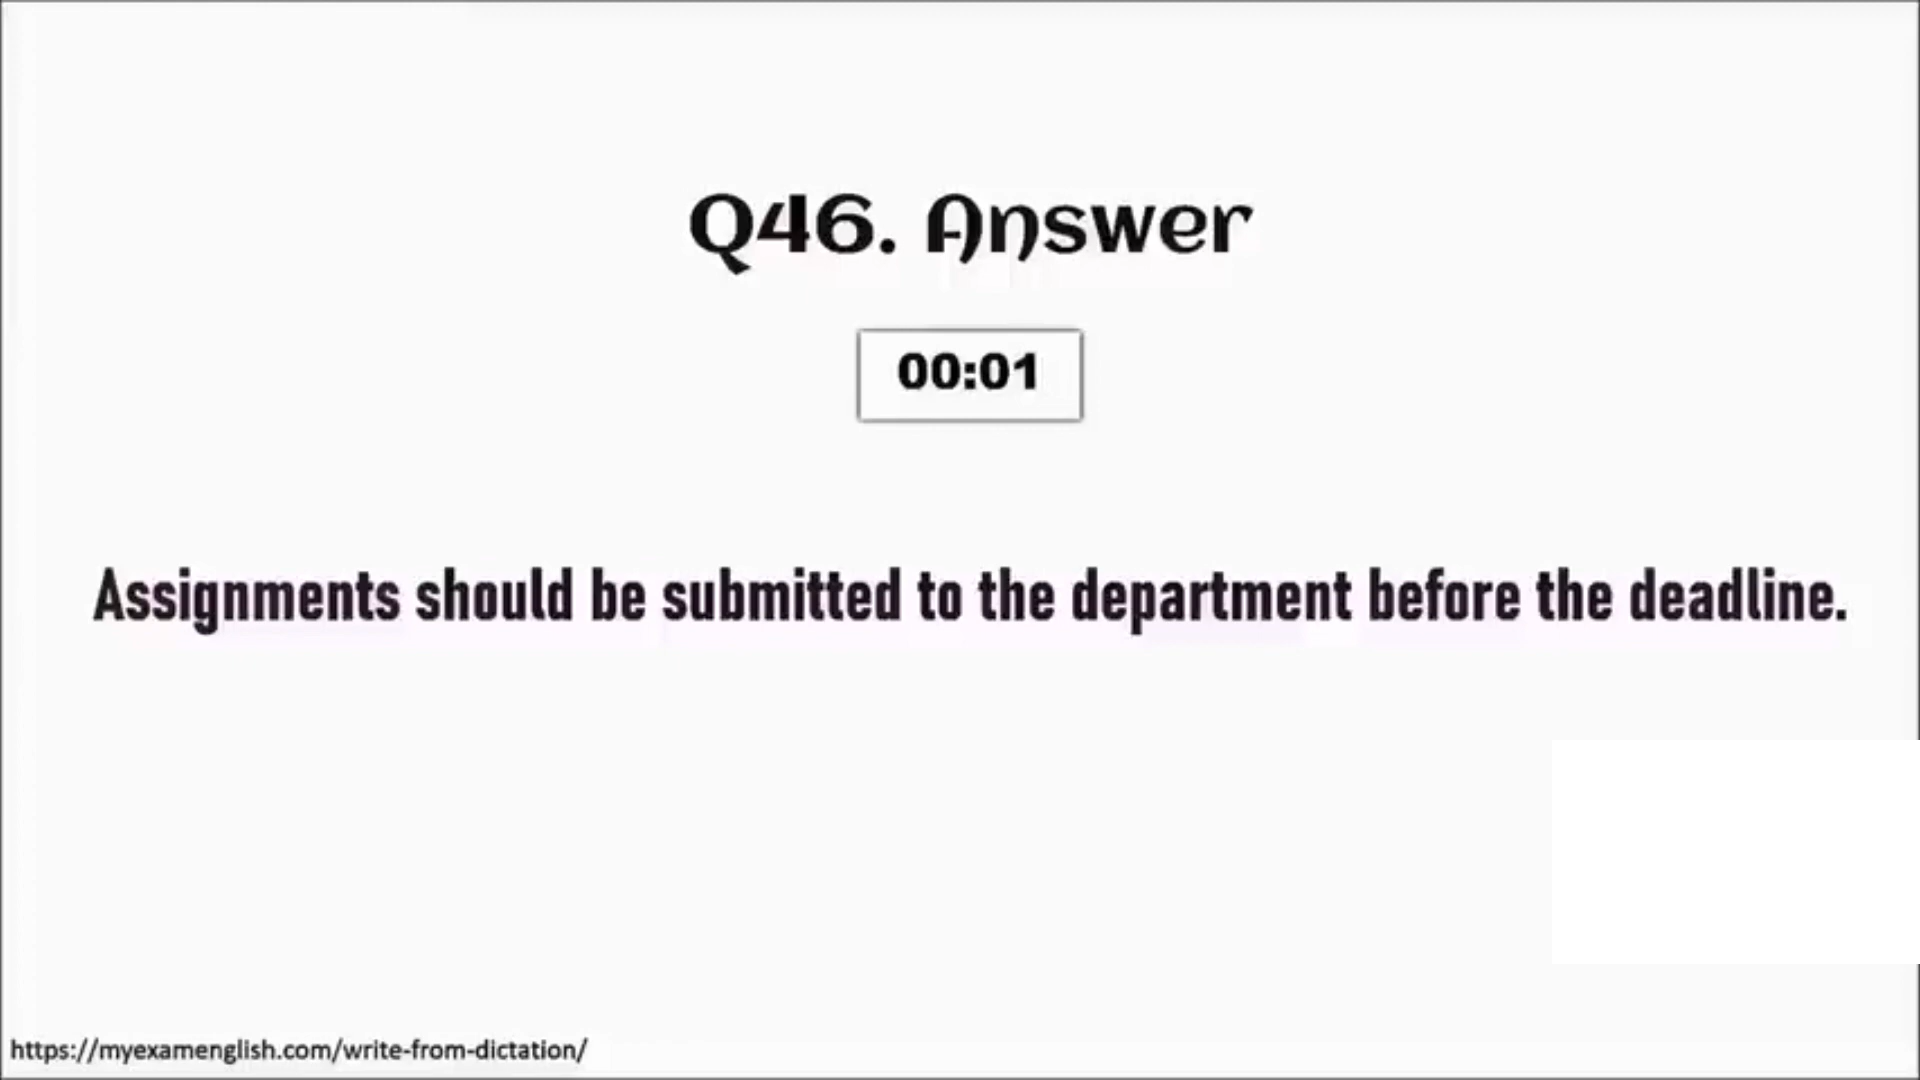 Q46. Answer
00:01
Assignments should be submitted to the department before the deadline.
https://myexamenglish.com/write-from-dictation/